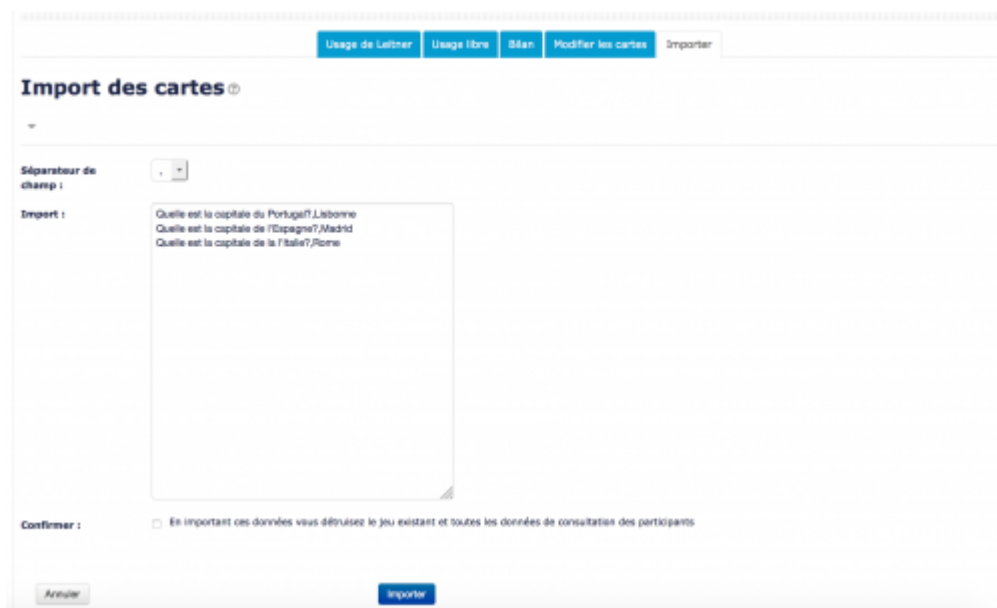 Usage de Leitner Usage libre Bilan Modifier les cartes Importer
Import des cartes
Séparateur de
champ :
,
Import :
Quelle est la capitale du Portugal?,Lisbonne
Quelle est la capitale de l'Espagne?,Madrid
Quelle est la capitale de la l'Italie?,Rome
Confirmer :
En important ces données vous détruisez le jeu existant et toutes les données de consultation des participants
Annuler Importer